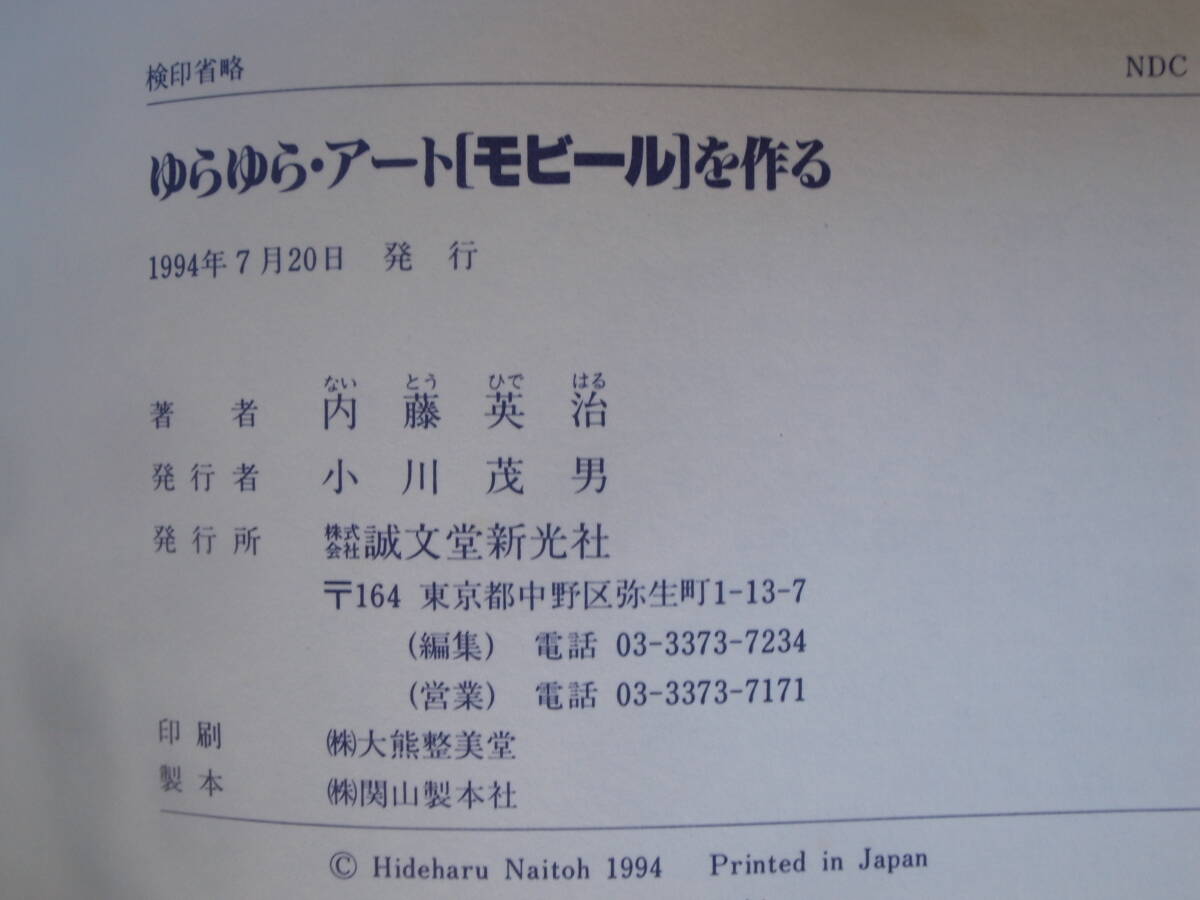 検印省略 NDC
ゆらゆら・アート〔モビール〕を作る
1994年7月20日 発行
著者 内藤英治 ないとうひではる
発行者 小川茂男
発行所 株式会社誠文堂新光社
〒164 東京都中野区弥生町1-13-7
(編集) 電話 03-3373-7234
(営業) 電話 03-3373-7171
印刷 ㈱大熊整美堂
製本 ㈱関山製本社
© Hideharu Naitoh 1994 Printed in Japan